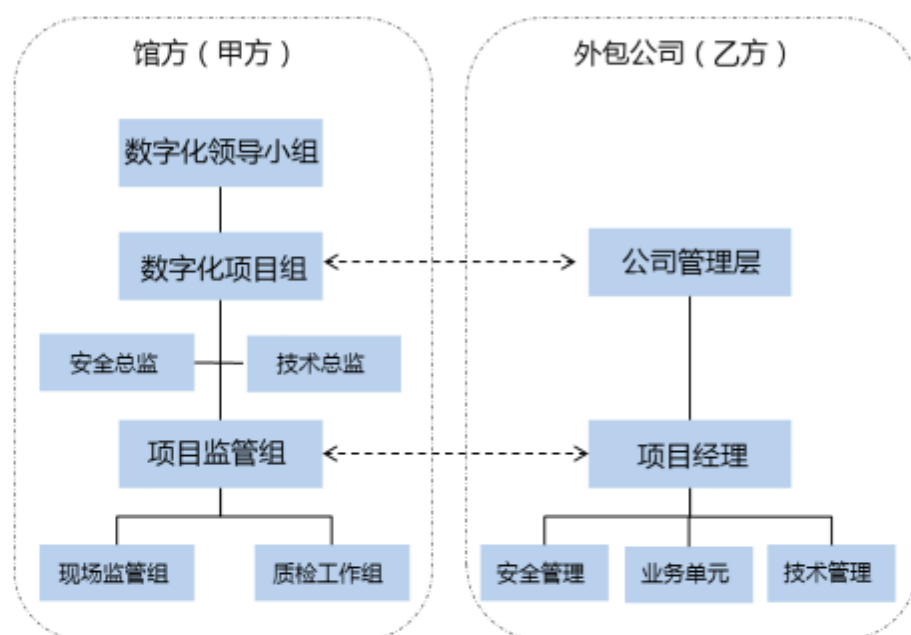 馆方（甲方）
数字化领导小组
数字化项目组
安全总监
技术总监
项目监管组
现场监管组
质检工作组
外包公司（乙方）
公司管理层
项目经理
安全管理
业务单元
技术管理